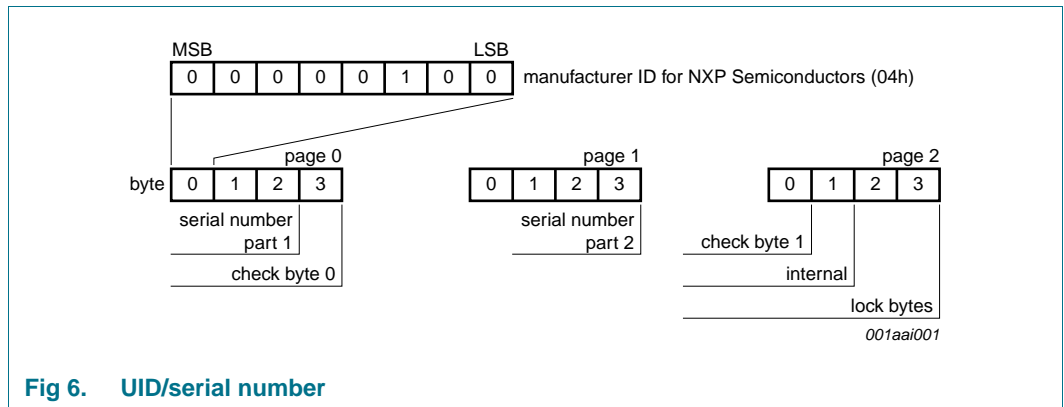 MSB LSB
0 0 0 0 0 1 0 0 manufacturer ID for NXP Semiconductors (04h)
page 0 page 1 page 2
byte 0 1 2 3 0 1 2 3 0 1 2 3
serial number serial number
part 1 part 2 check byte 1
check byte 0 internal
lock bytes
001aai001
Fig 6. UID/serial number